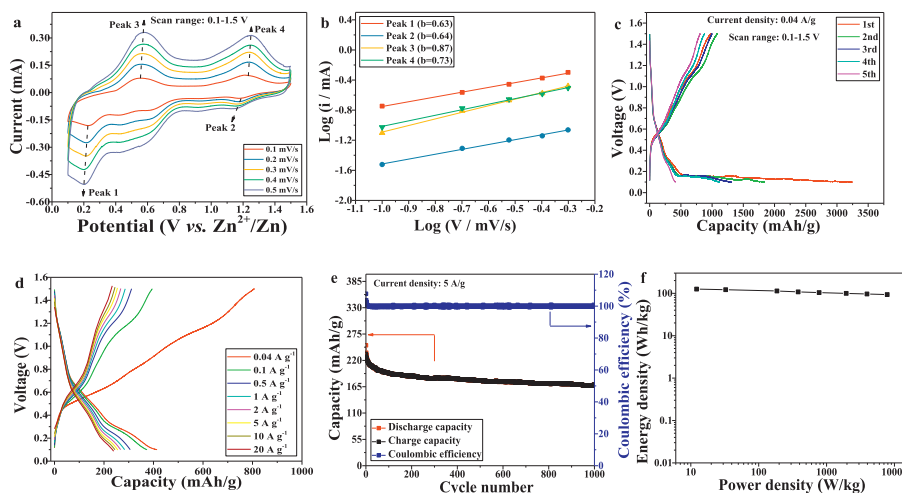 a
Peak 3
Scan range: 0.1-1.5 V
Peak 4
Peak 2
Peak 1
0.1 mV/s
0.2 mV/s
0.3 mV/s
0.4 mV/s
0.5 mV/s
Current (mA)
0.30
0.15
0.00
-0.15
-0.30
-0.45
-0.60
0.0 0.3 0.6 0.9 1.2 1.5 1.6
Potential (V vs. Zn2+/Zn)
b
Peak 1 (b=0.63)
Peak 2 (b=0.64)
Peak 3 (b=0.87)
Peak 4 (b=0.73)
Log (i / mA)
0.4
0.0
-0.4
-0.8
-1.2
-1.6
-2.0
-1.0 -0.9 -0.8 -0.7 -0.6 -0.5 -0.4 -0.3 -0.2
Log (V / mV/s)
c
Current density: 0.04 A/g
Scan range: 0.1-1.5 V
1st
2nd
3rd
4th
5th
Voltage (V)
1.6
1.4
1.2
1.0
0.8
0.6
0.4
0.2
0.0
0 500 1000 1500 2000 2500 3000 3500
Capacity (mAh/g)
d
0.04 A g-1
0.1 A g-1
0.5 A g-1
1 A g-1
2 A g-1
5 A g-1
10 A g-1
20 A g-1
Voltage (V)
1.6
1.4
1.2
1.0
0.8
0.6
0.4
0.2
0.0
0 200 400 600 800
Capacity (mAh/g)
e
Current density: 5 A/g
Discharge capacity
Charge capacity
Coulombic efficiency
Capacity (mAh/g)
385
330
275
220
165
110
55
0
0 200 400 600 800 1000
Cycle number
120
100
80
60
40
20
0
Coulombic efficiency (%)
f
Energy density (Wh/kg)
100
10
1
0.1
0.01
10 100 1000 10000
Power density (W/kg)